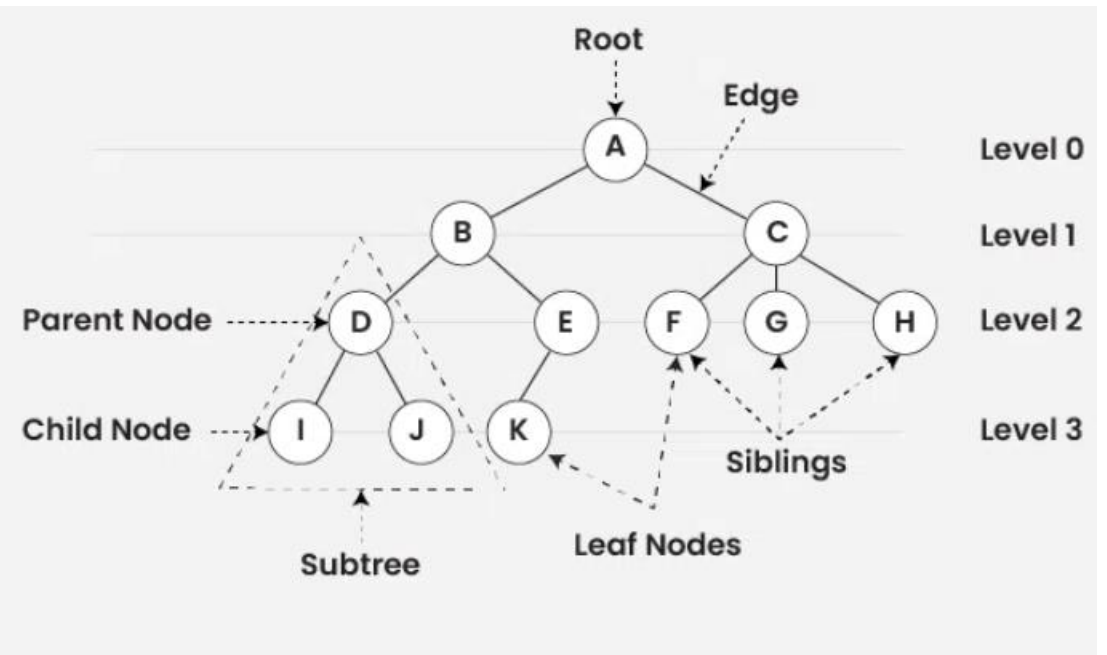 Root
Edge
A
Level 0
B
C
Level 1
Parent Node
D
E
F
G
H
Level 2
Child Node
I
J
K
Level 3
Siblings
Leaf Nodes
Subtree